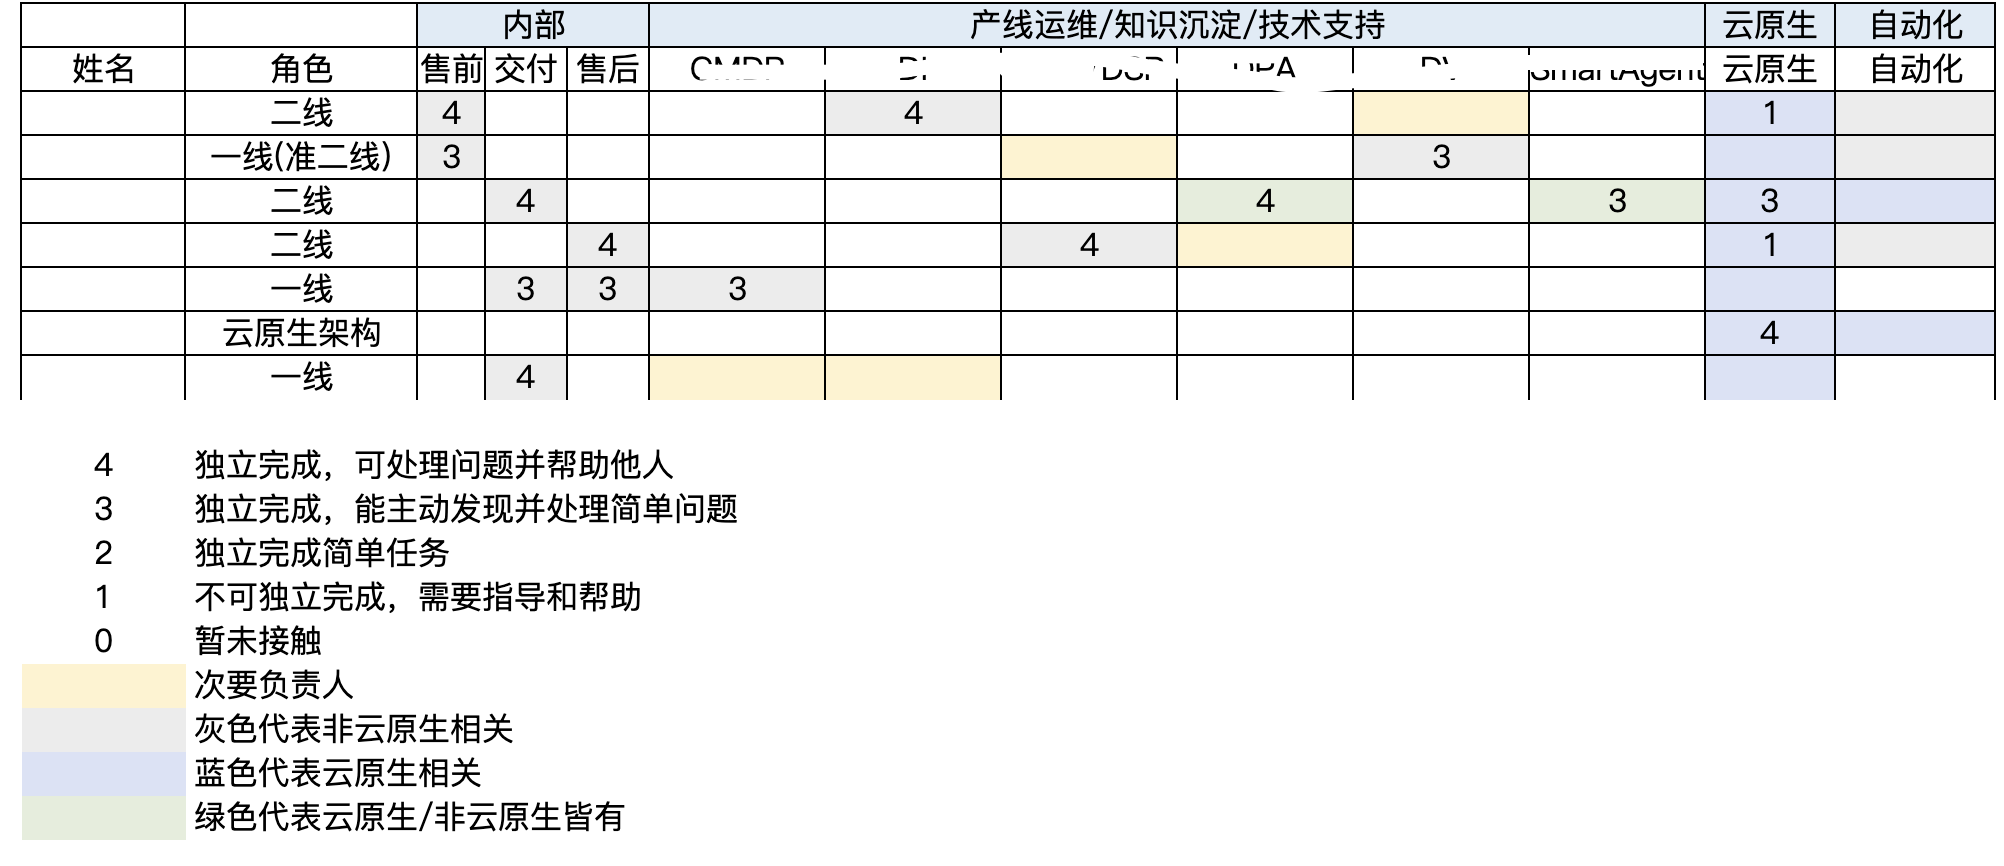 内部 产线运维/知识沉淀/技术支持 云原生 自动化
姓名 角色 售前 交付 售后 SmartAgent 云原生 自动化
二线 4 4 1
一线(准二线) 3 3
二线 4 4 3 3
二线 4 4 1
一线 3 3 3
云原生架构 4
一线 4
4 独立完成，可处理问题并帮助他人
3 独立完成，能主动发现并处理简单问题
2 独立完成简单任务
1 不可独立完成，需要指导和帮助
0 暂未接触
次要负责人
灰色代表非云原生相关
蓝色代表云原生相关
绿色代表云原生/非云原生皆有